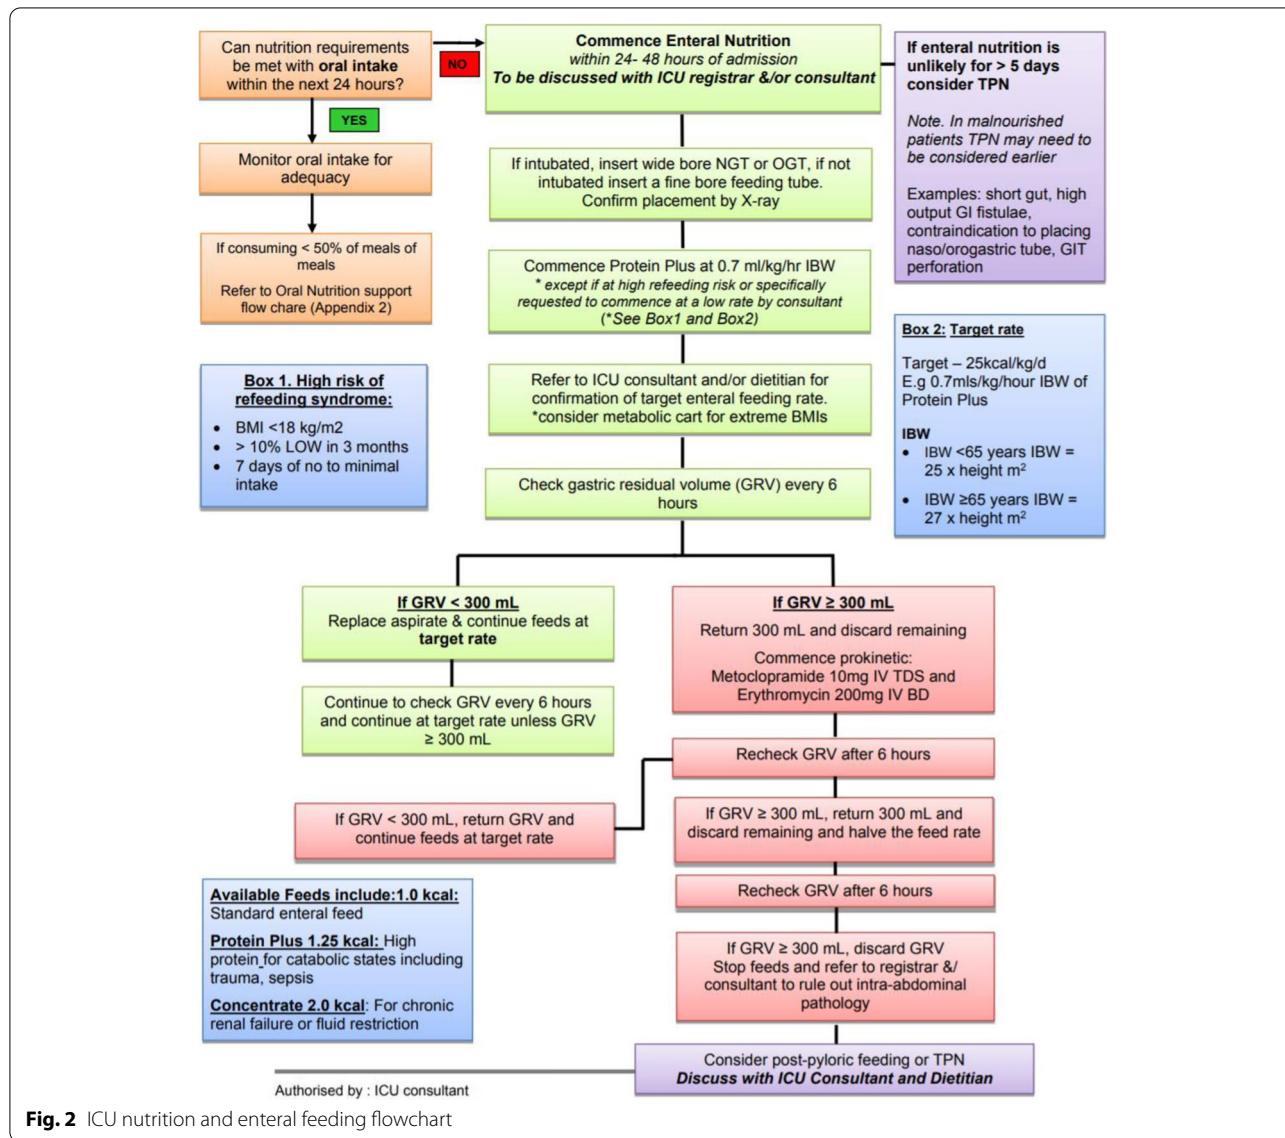 Can nutrition requirements
be met with oral intake
within the next 24 hours?
NO
YES
Monitor oral intake for
adequacy
If consuming < 50% of meals of
meals
Refer to Oral Nutrition support
flow chare (Appendix 2)
Commence Enteral Nutrition
within 24- 48 hours of admission
To be discussed with ICU registrar &/or consultant
If enteral nutrition is
unlikely for > 5 days
consider TPN
Note. In malnourished
patients TPN may need to
be considered earlier
Examples: short gut, high
output GI fistulae,
contraindication to placing
naso/orogastric tube, GIT
perforation
If intubated, insert wide bore NGT or OGT, if not
intubated insert a fine bore feeding tube.
Confirm placement by X-ray
Commence Protein Plus at 0.7 ml/kg/hr IBW
* except if at high refeeding risk or specifically
requested to commence at a low rate by consultant
(*See Box1 and Box2)
Box 1. High risk of
refeeding syndrome:
• BMI <18 kg/m2
• > 10% LOW in 3 months
• 7 days of no to minimal
intake
Refer to ICU consultant and/or dietitian for
confirmation of target enteral feeding rate.
*consider metabolic cart for extreme BMIs
Box 2: Target rate
Target – 25kcal/kg/d
E.g 0.7mls/kg/hour IBW of
Protein Plus
IBW
• IBW <65 years IBW =
25 x height m²
• IBW ≥65 years IBW =
27 x height m²
Check gastric residual volume (GRV) every 6
hours
If GRV < 300 mL
Replace aspirate & continue feeds at
target rate
Continue to check GRV every 6 hours
and continue at target rate unless GRV
≥ 300 mL
If GRV ≥ 300 mL
Return 300 mL and discard remaining
Commence prokinetic:
Metoclopramide 10mg IV TDS and
Erythromycin 200mg IV BD
Recheck GRV after 6 hours
If GRV < 300 mL, return GRV and
continue feeds at target rate
If GRV ≥ 300 mL, return 300 mL and
discard remaining and halve the feed rate
Recheck GRV after 6 hours
If GRV ≥ 300 mL, discard GRV
Stop feeds and refer to registrar &/
consultant to rule out intra-abdominal
pathology
Available Feeds include:1.0 kcal:
Standard enteral feed
Protein Plus 1.25 kcal: High
protein for catabolic states including
trauma, sepsis
Concentrate 2.0 kcal: For chronic
renal failure or fluid restriction
Consider post-pyloric feeding or TPN
Discuss with ICU Consultant and Dietitian
Authorised by : ICU consultant
Fig. 2 ICU nutrition and enteral feeding flowchart